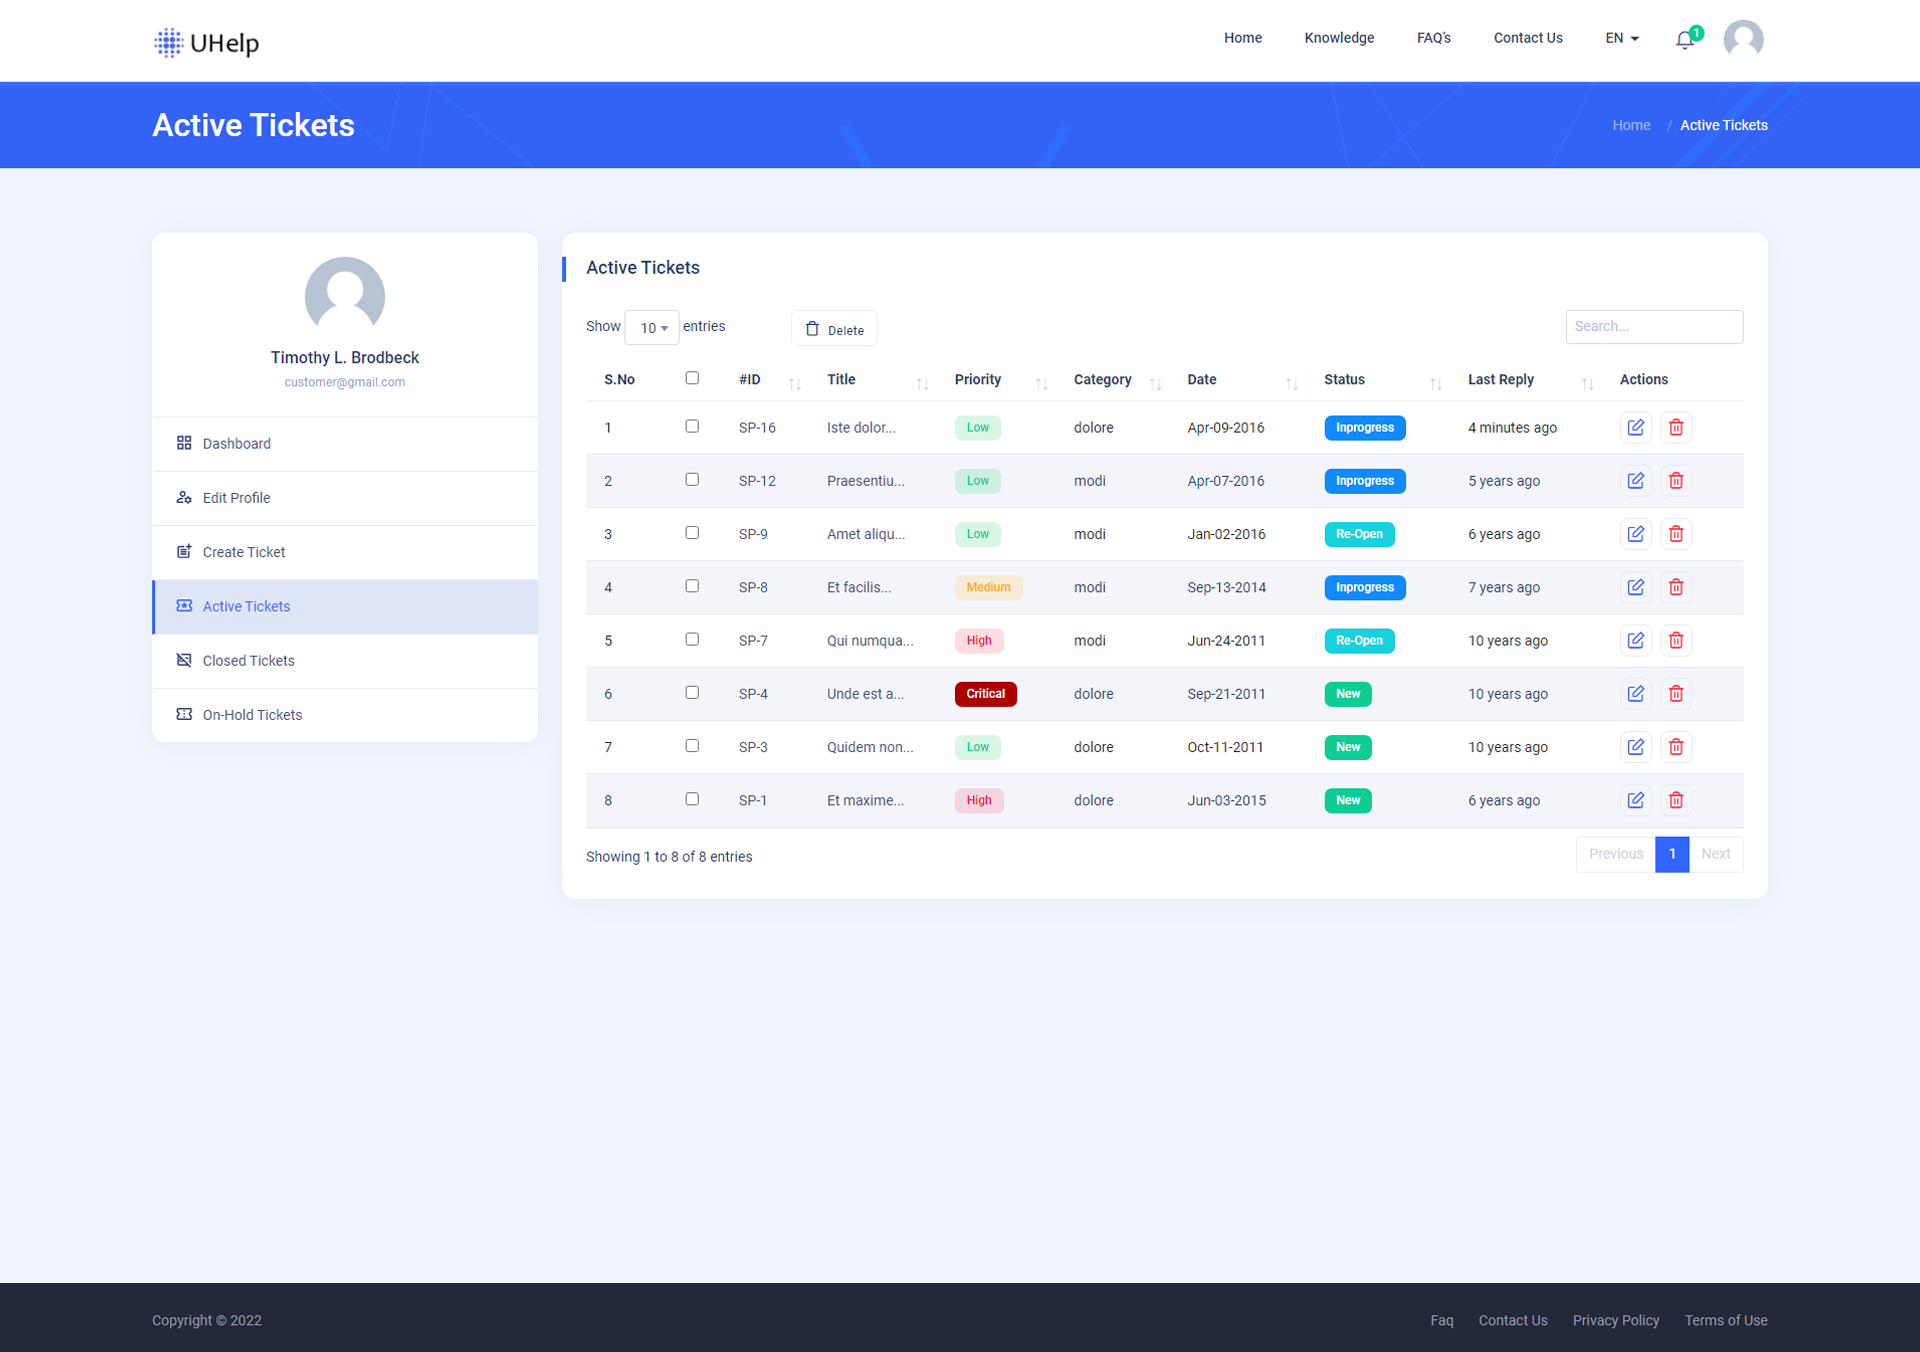 UHelp
Home Knowledge FAQ's Contact Us EN 1
Active Tickets
Home / Active Tickets
Timothy L. Brodbeck
customer@gmail.com
Dashboard
Edit Profile
Create Ticket
Active Tickets
Closed Tickets
On-Hold Tickets
Active Tickets
Show 10 entries Delete Search...
S.No #ID Title Priority Category Date Status Last Reply Actions
1 SP-16 Iste dolor... Low dolore Apr-09-2016 Inprogress 4 minutes ago
2 SP-12 Praesentiu... Low modi Apr-07-2016 Inprogress 5 years ago
3 SP-9 Amet aliqu... Low modi Jan-02-2016 Re-Open 6 years ago
4 SP-8 Et facilis... Medium modi Sep-13-2014 Inprogress 7 years ago
5 SP-7 Qui numqua... High modi Jun-24-2011 Re-Open 10 years ago
6 SP-4 Unde est a... Critical dolore Sep-21-2011 New 10 years ago
7 SP-3 Quidem non... Low dolore Oct-11-2011 New 10 years ago
8 SP-1 Et maxime... High dolore Jun-03-2015 New 6 years ago
Showing 1 to 8 of 8 entries
Previous 1 Next
Copyright © 2022
Faq Contact Us Privacy Policy Terms of Use